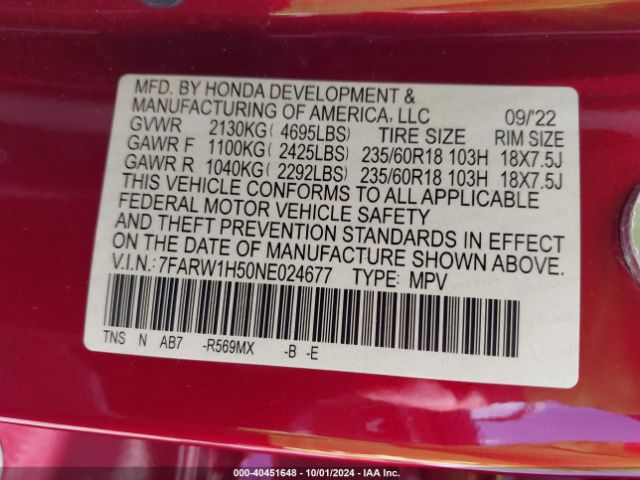 MFD. BY HONDA DEVELOPMENT &
MANUFACTURING OF AMERICA, LLC 09/'22
GVWR 2130KG( 4695LBS) TIRE SIZE RIM SIZE
GAWR F 1100KG( 2425LBS) 235/60R18 103H 18X7.5J
GAWR R 1040KG( 2292LBS) 235/60R18 103H 18X7.5J
THIS VEHICLE CONFORMS TO ALL APPLICABLE
FEDERAL MOTOR VEHICLE SAFETY
AND THEFT PREVENTION STANDARDS IN EFFECT
ON THE DATE OF MANUFACTURE SHOWN ABOVE.
V.I.N.:7FARW1H50NE024677 TYPE: MPV
TNS N AB7 -R569MX -B -E
000-40451648 - 10/01/2024 - IAA Inc.